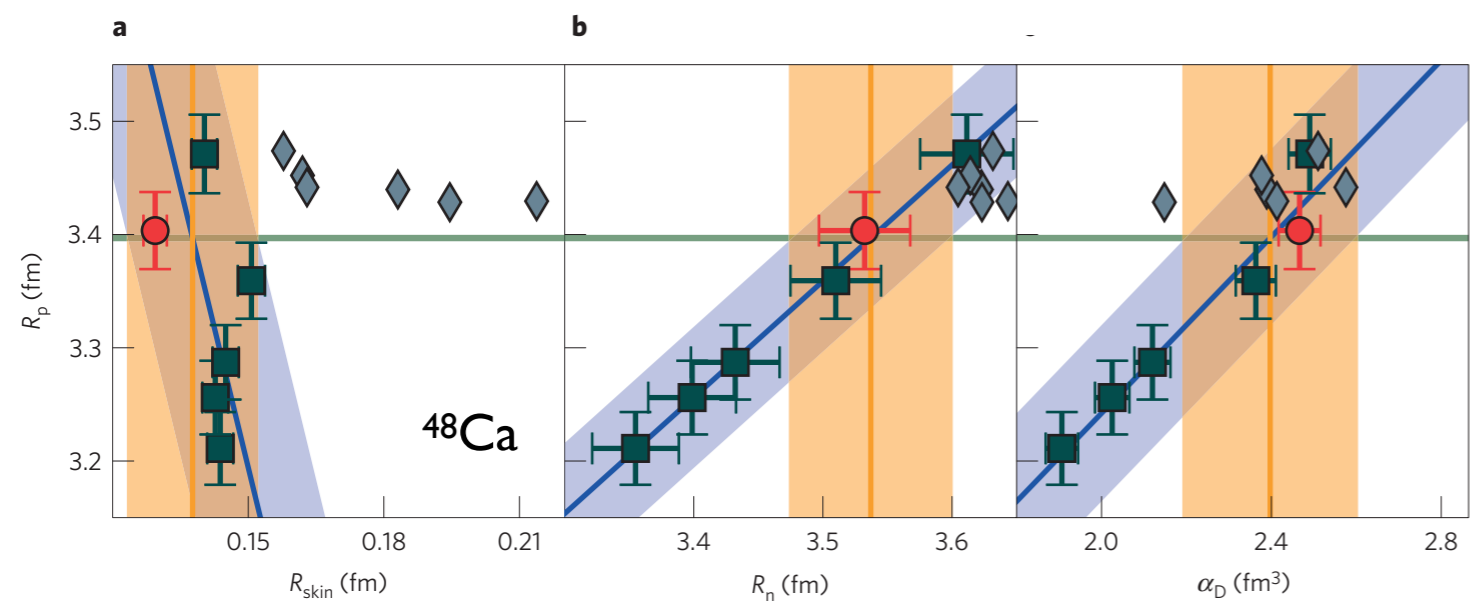 a
b
3.5
3.4
3.3
3.2
R_p (fm)
⁴⁸Ca
0.15
0.18
0.21
3.4
3.5
3.6
2.0
2.4
2.8
R_skin (fm)
R_n (fm)
α_D (fm³)